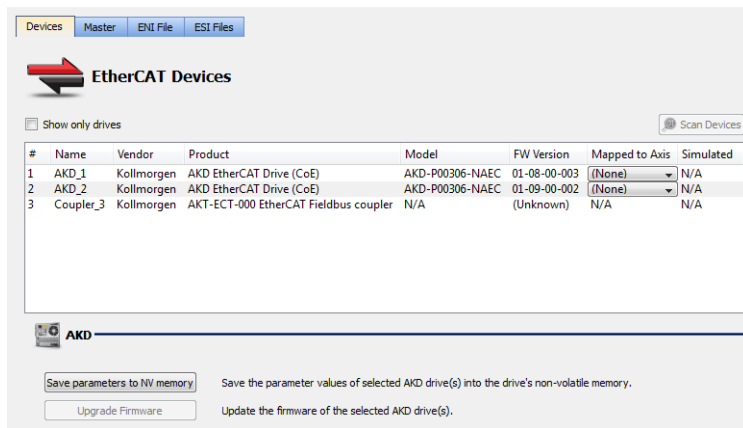 Devices Master ENI File ESI Files
EtherCAT Devices
Show only drives
Scan Devices
# Name Vendor Product Model FW Version Mapped to Axis Simulated
1 AKD_1 Kollmorgen AKD EtherCAT Drive (CoE) AKD-P00306-NAEC 01-08-00-003 (None) N/A
2 AKD_2 Kollmorgen AKD EtherCAT Drive (CoE) AKD-P00306-NAEC 01-09-00-002 (None) N/A
3 Coupler_3 Kollmorgen AKT-ECT-000 EtherCAT Fieldbus coupler N/A (Unknown) N/A N/A
AKD
Save parameters to NV memory Save the parameter values of selected AKD drive(s) into the drive's non-volatile memory.
Upgrade Firmware Update the firmware of the selected AKD drive(s).